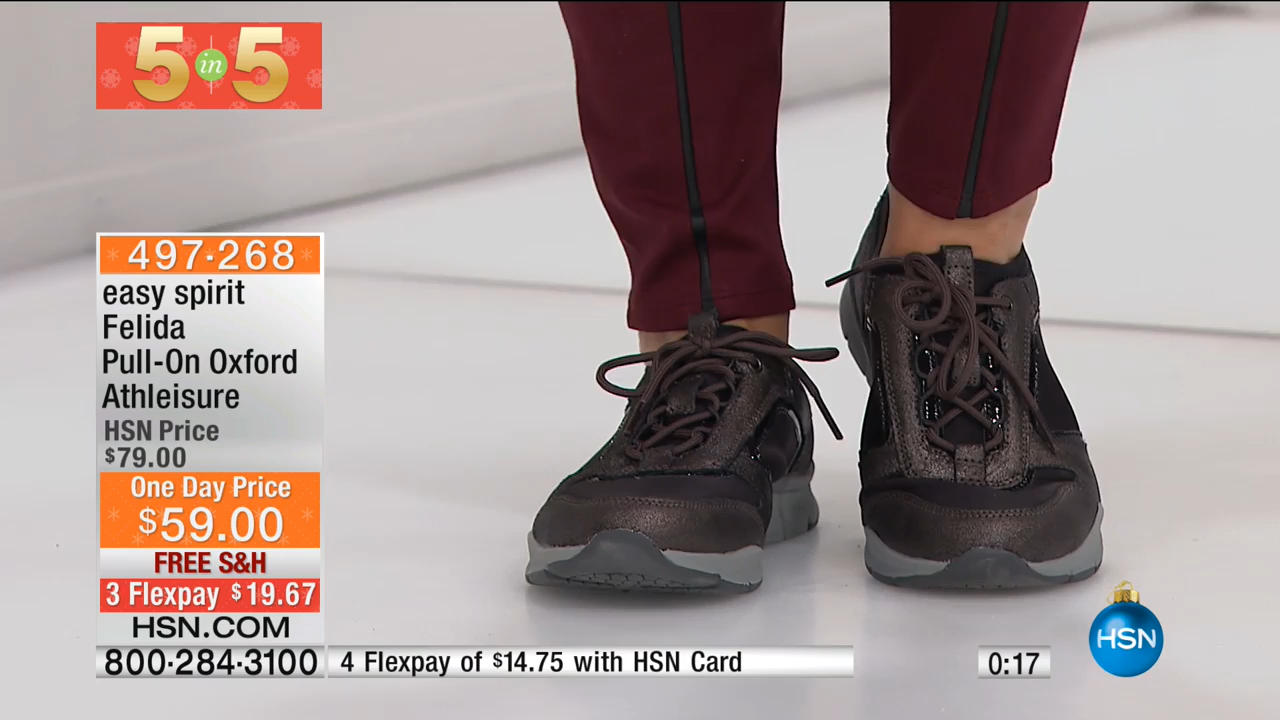 5 in 5
497·268
easy spirit
Felida
Pull-On Oxford
Athleisure
HSN Price
$79.00
One Day Price
$59.00
FREE S&H
3 Flexpay $19.67
HSN.COM
800·284·3100
4 Flexpay of $14.75 with HSN Card
0:17
HSN